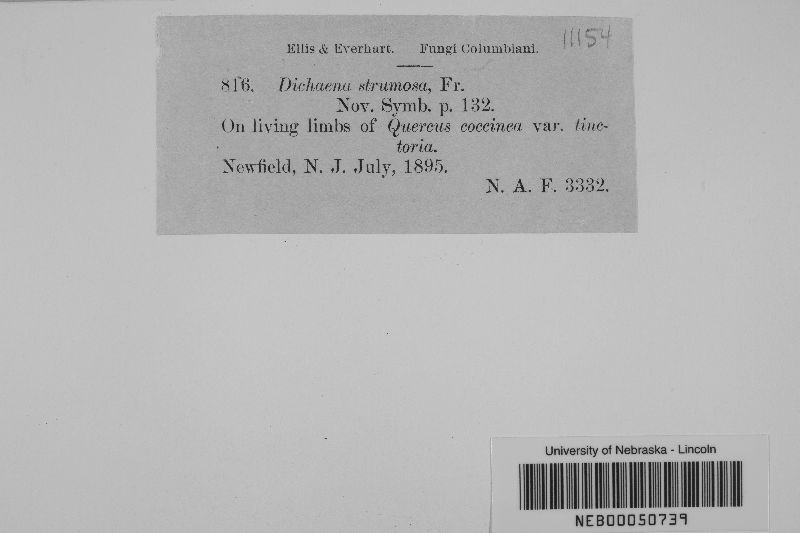 Ellis & Everhart. Fungi Columbiani. 11154
816. Dichaena strumosa, Fr.
Nov. Symb. p. 132.
On living limbs of Quercus coccinea var. tinc-
toria.
Newfield, N. J. July, 1895.
N. A. F. 3332.
University of Nebraska - Lincoln
NEB00050739